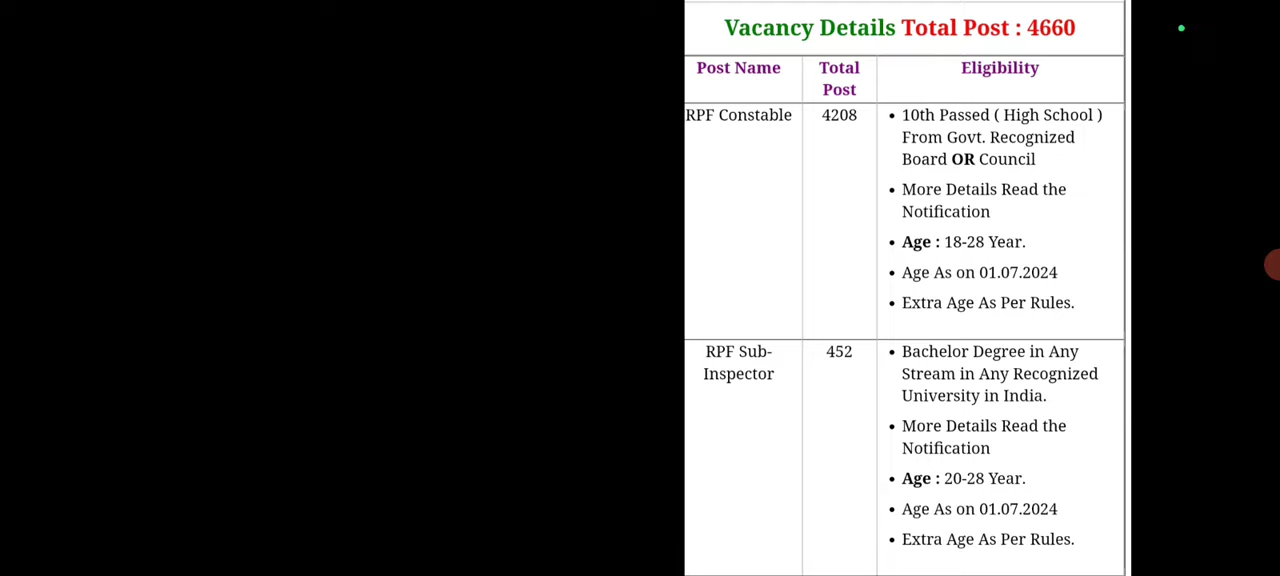 Vacancy Details Total Post : 4660
Post Name
Total
Post
Eligibility
RPF Constable
4208
• 10th Passed ( High School )
From Govt. Recognized
Board OR Council
• More Details Read the
Notification
• Age : 18-28 Year.
• Age As on 01.07.2024
• Extra Age As Per Rules.
RPF Sub-
Inspector
452
• Bachelor Degree in Any
Stream in Any Recognized
University in India.
• More Details Read the
Notification
• Age : 20-28 Year.
• Age As on 01.07.2024
• Extra Age As Per Rules.